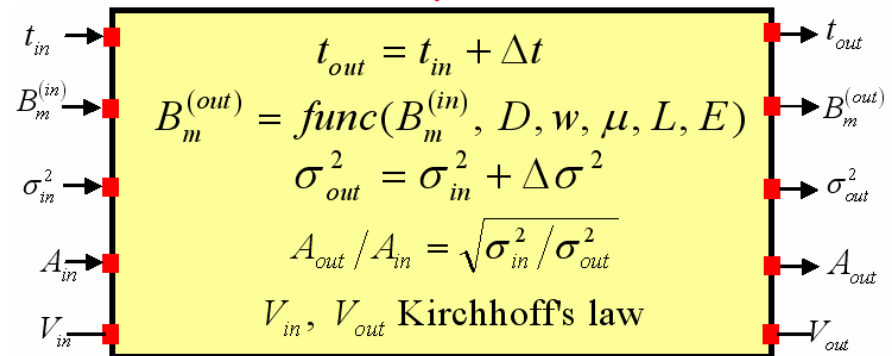 t_in t_out = t_in + Δt t_out
B_m^(in) B_m^(out) = func(B_m^(in), D, w, μ, L, E) B_m^(out)
σ_in^2 σ_out^2 = σ_in^2 + Δσ^2 σ_out^2
A_in A_out / A_in = √(σ_in^2 / σ_out^2) A_out
V_in V_in, V_out Kirchhoff's law V_out